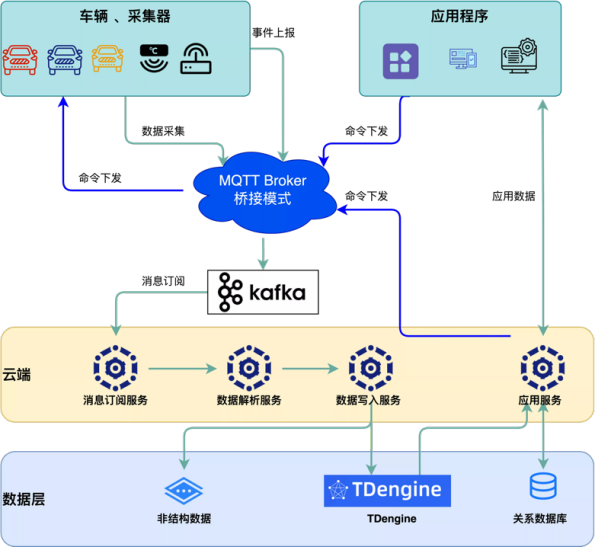 车辆 、采集器
应用程序
℃
事件上报
数据采集
命令下发
命令下发
MQTT Broker
桥接模式
命令下发
应用数据
消息订阅
kafka
云端
消息订阅服务
数据解析服务
数据写入服务
应用服务
数据层
TDengine
非结构数据
TDengine
关系数据库